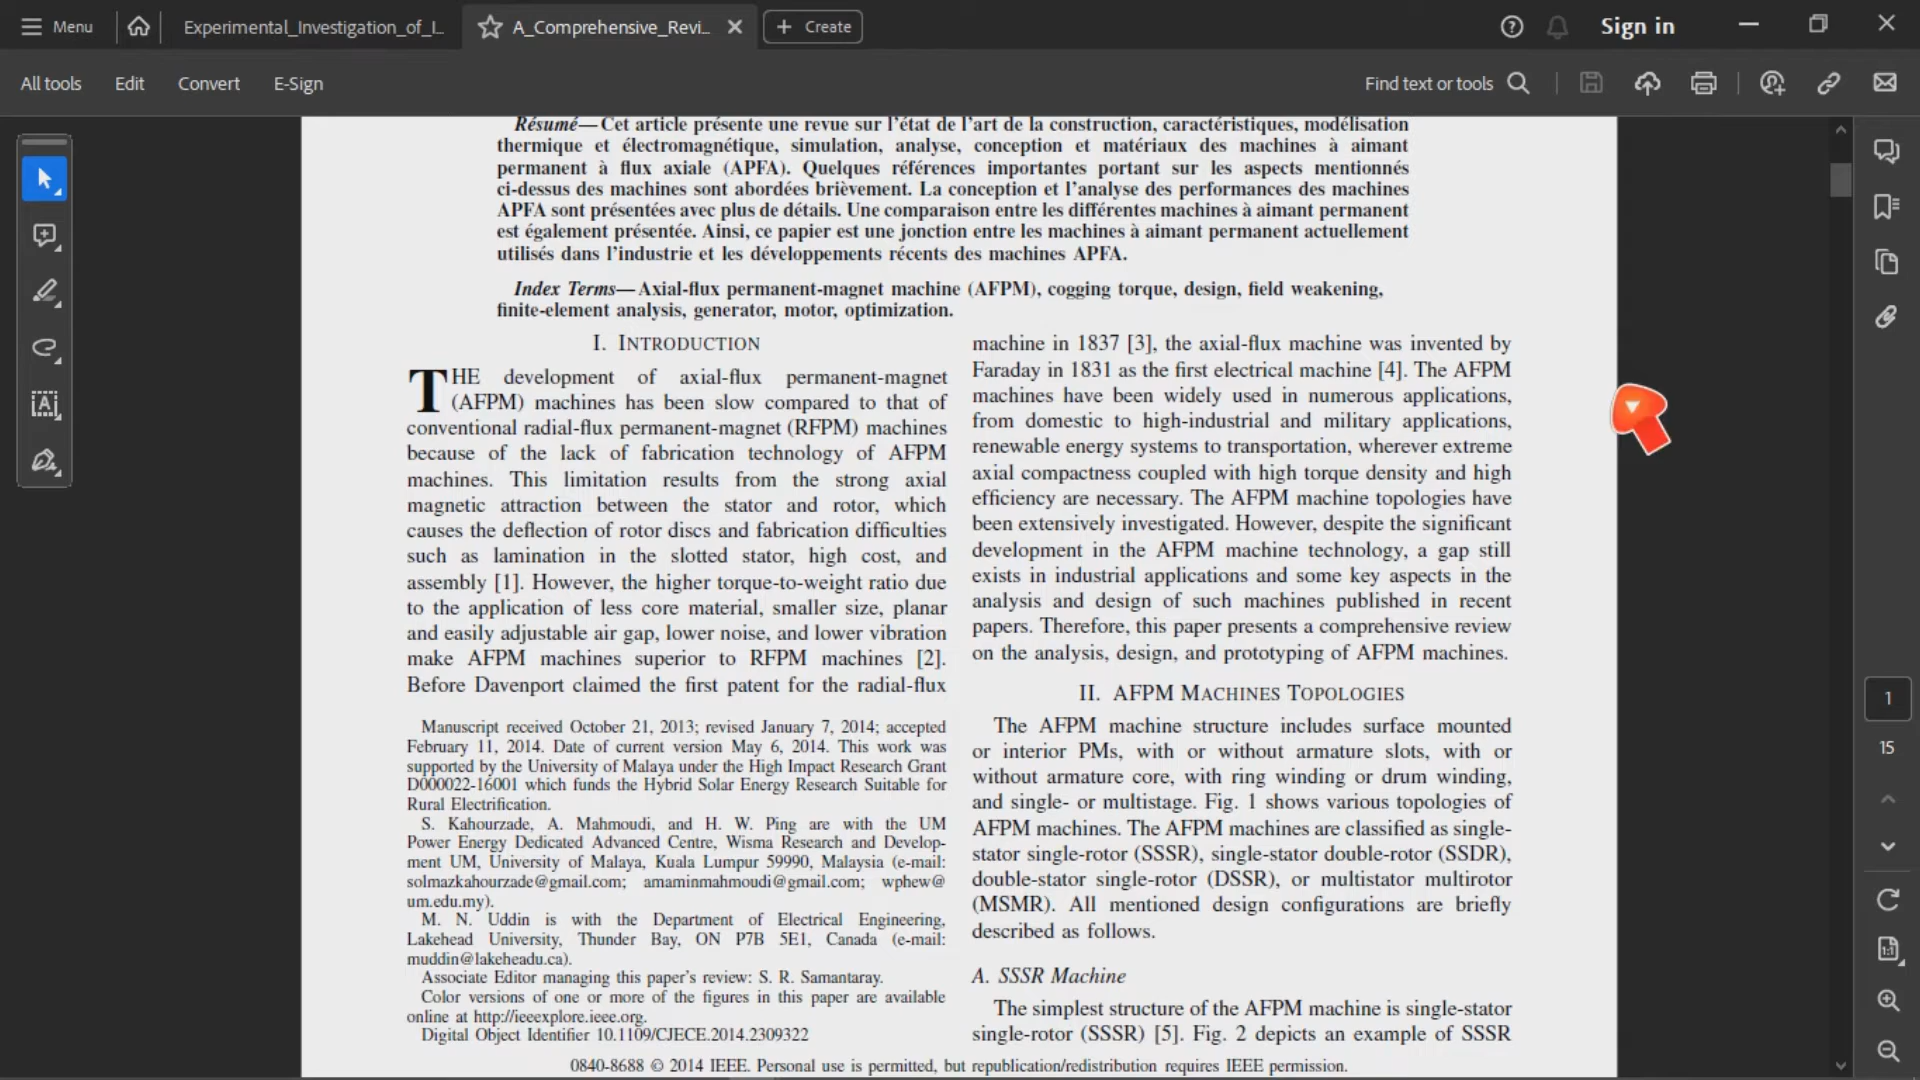 Menu
Experimental_Investigation_of_I...
A_Comprehensive_Revi...
Create
Sign in
All tools
Edit
Convert
E-Sign
Find text or tools
Résumé—Cet article présente une revue sur l'état de l'art de la construction, caractéristiques, modélisation
thermique et électromagnétique, simulation, analyse, conception et matériaux des machines à aimant
permanent à flux axiale (APFA). Quelques références importantes portant sur les aspects mentionnés
ci-dessus des machines sont abordées brièvement. La conception et l'analyse des performances des machines
APFA sont présentées avec plus de détails. Une comparaison entre les différentes machines à aimant permanent
est également présentée. Ainsi, ce papier est une jonction entre les machines à aimant permanent actuellement
utilisés dans l'industrie et les développements récents des machines APFA.
Index Terms—Axial-flux permanent-magnet machine (AFPM), cogging torque, design, field weakening,
finite-element analysis, generator, motor, optimization.
I. INTRODUCTION
THE development of axial-flux permanent-magnet
(AFPM) machines has been slow compared to that of
conventional radial-flux permanent-magnet (RFPM) machines
because of the lack of fabrication technology of AFPM
machines. This limitation results from the strong axial
magnetic attraction between the stator and rotor, which
causes the deflection of rotor discs and fabrication difficulties
such as lamination in the slotted stator, high cost, and
assembly [1]. However, the higher torque-to-weight ratio due
to the application of less core material, smaller size, planar
and easily adjustable air gap, lower noise, and lower vibration
make AFPM machines superior to RFPM machines [2].
Before Davenport claimed the first patent for the radial-flux
Manuscript received October 21, 2013; revised January 7, 2014; accepted
February 11, 2014. Date of current version May 6, 2014. This work was
supported by the University of Malaya under the High Impact Research Grant
D000022-16001 which funds the Hybrid Solar Energy Research Suitable for
Rural Electrification.
S. Kahourzade, A. Mahmoudi, and H. W. Ping are with the UM
Power Energy Dedicated Advanced Centre, Wisma Research and Develop-
ment UM, University of Malaya, Kuala Lumpur 59990, Malaysia (e-mail:
solmazkahourzade@gmail.com; amaminmahmoudi@gmail.com; wphew@
um.edu.my).
M. N. Uddin is with the Department of Electrical Engineering,
Lakehead University, Thunder Bay, ON P7B 5E1, Canada (e-mail:
muddin@lakeheadu.ca).
Associate Editor managing this paper's review: S. R. Samantaray.
Color versions of one or more of the figures in this paper are available
online at http://ieeexplore.ieee.org.
Digital Object Identifier 10.1109/CJECE.2014.2309322
machine in 1837 [3], the axial-flux machine was invented by
Faraday in 1831 as the first electrical machine [4]. The AFPM
machines have been widely used in numerous applications,
from domestic to high-industrial and military applications,
renewable energy systems to transportation, wherever extreme
axial compactness coupled with high torque density and high
efficiency are necessary. The AFPM machine topologies have
been extensively investigated. However, despite the significant
development in the AFPM machine technology, a gap still
exists in industrial applications and some key aspects in the
analysis and design of such machines published in recent
papers. Therefore, this paper presents a comprehensive review
on the analysis, design, and prototyping of AFPM machines.
II. AFPM MACHINES TOPOLOGIES
The AFPM machine structure includes surface mounted
or interior PMs, with or without armature slots, with or
without armature core, with ring winding or drum winding,
and single- or multistage. Fig. 1 shows various topologies of
AFPM machines. The AFPM machines are classified as single-
stator single-rotor (SSSR), single-stator double-rotor (SSDR),
double-stator single-rotor (DSSR), or multistator multirotor
(MSMR). All mentioned design configurations are briefly
described as follows.
A. SSSR Machine
The simplest structure of the AFPM machine is single-stator
single-rotor (SSSR) [5]. Fig. 2 depicts an example of SSSR
0840-8688 © 2014 IEEE. Personal use is permitted, but republication/redistribution requires IEEE permission.
1
15